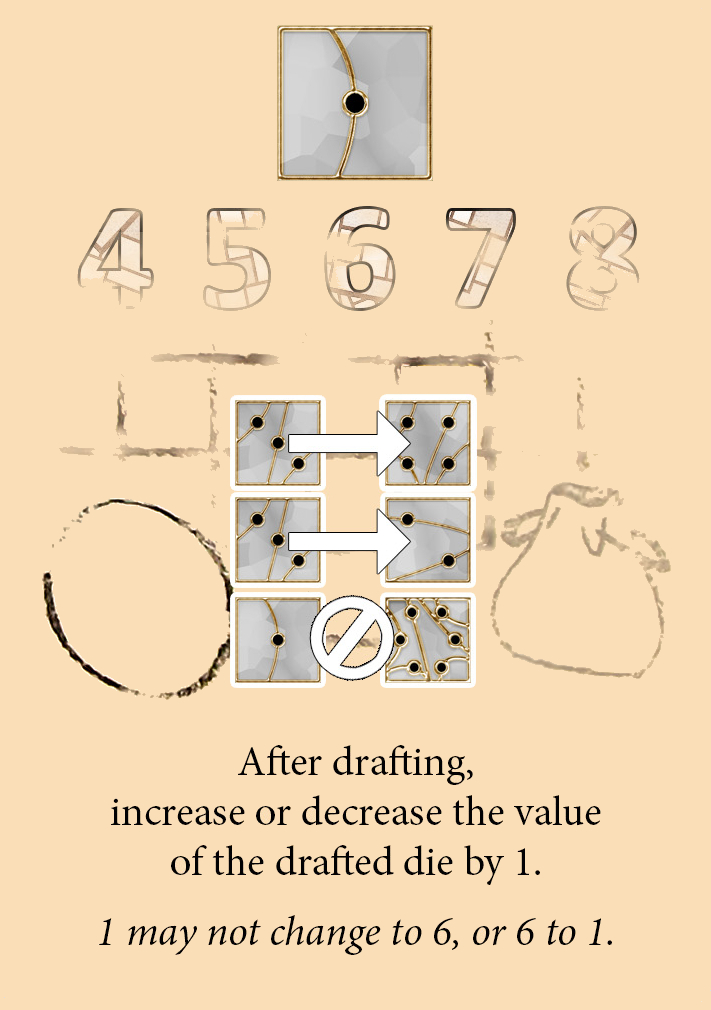 4 5 6 7 8
After drafting,
increase or decrease the value
of the drafted die by 1.
1 may not change to 6, or 6 to 1.